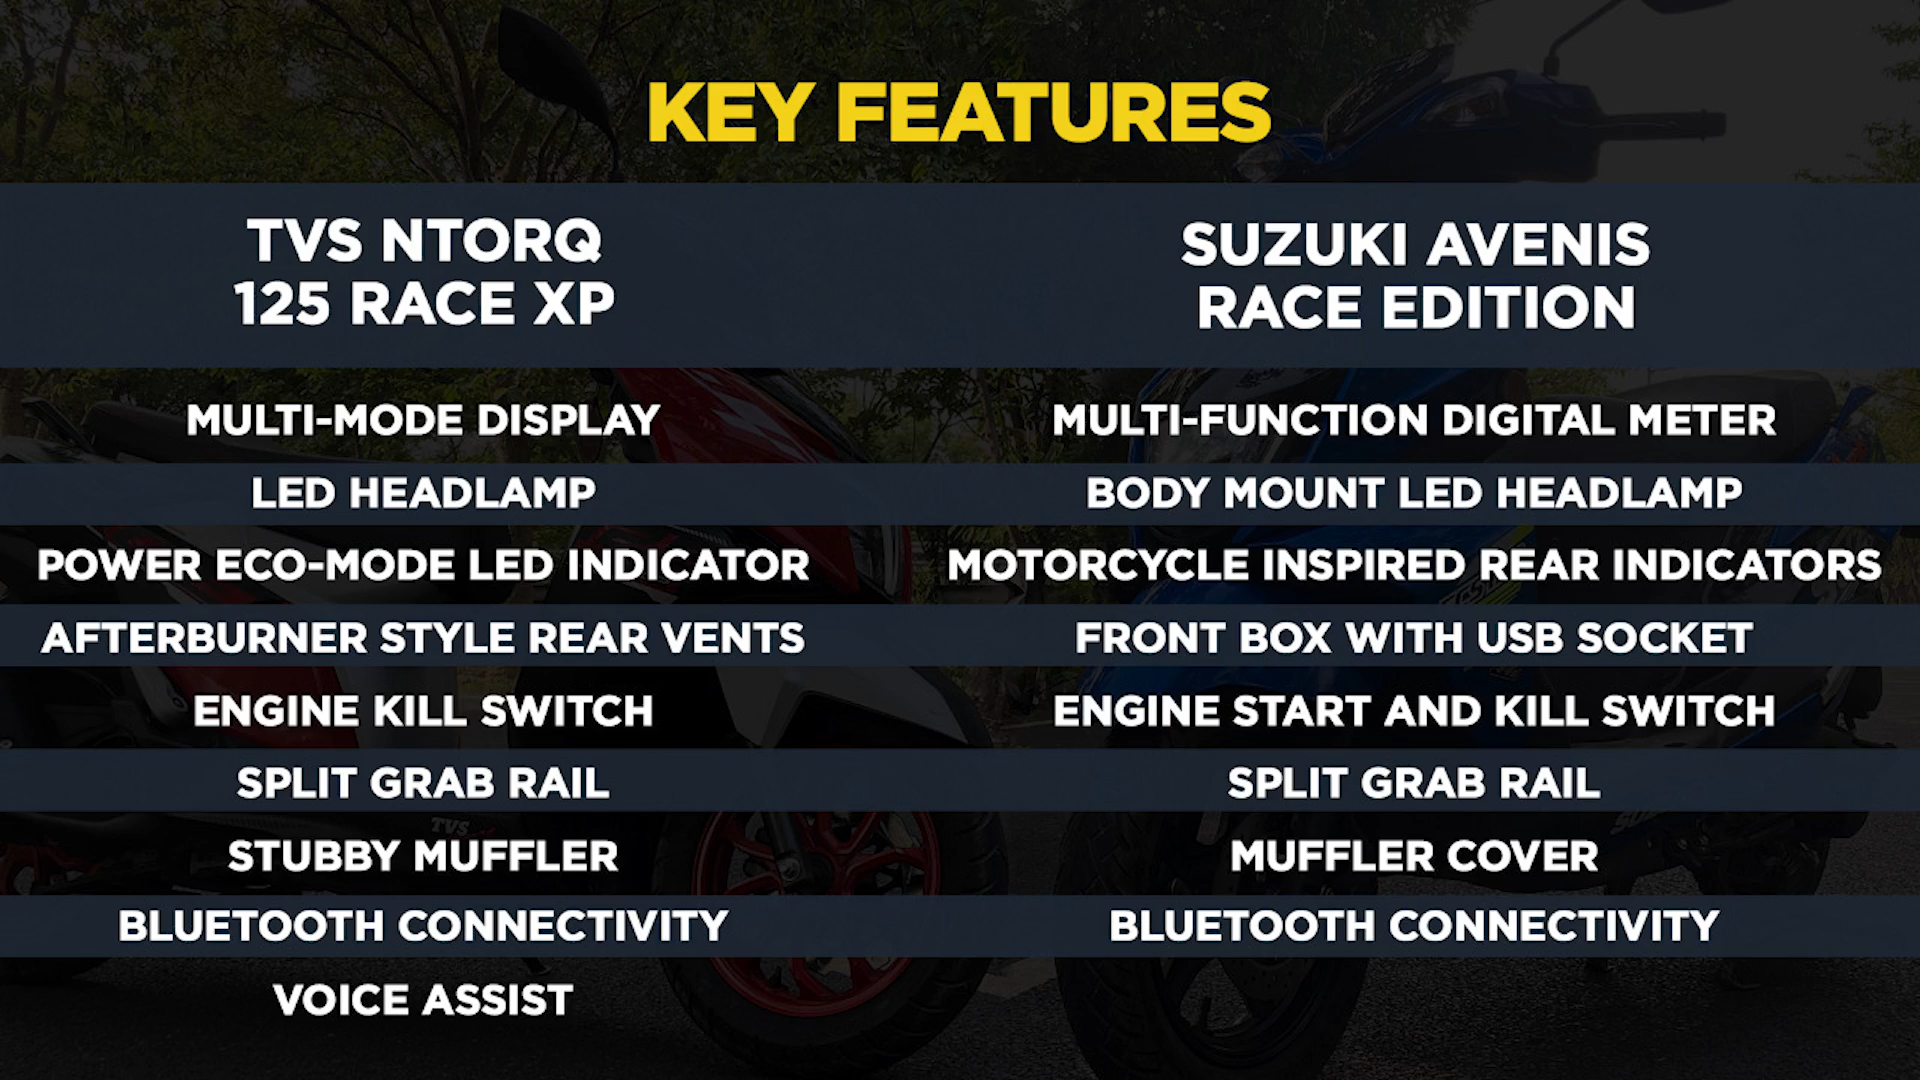 KEY FEATURES
TVS NTORQ
125 RACE XP
SUZUKI AVENIS
RACE EDITION
MULTI-MODE DISPLAY
MULTI-FUNCTION DIGITAL METER
LED HEADLAMP
BODY MOUNT LED HEADLAMP
POWER ECO-MODE LED INDICATOR
MOTORCYCLE INSPIRED REAR INDICATORS
AFTERBURNER STYLE REAR VENTS
FRONT BOX WITH USB SOCKET
ENGINE KILL SWITCH
ENGINE START AND KILL SWITCH
SPLIT GRAB RAIL
SPLIT GRAB RAIL
TVS
STUBBY MUFFLER
MUFFLER COVER
BLUETOOTH CONNECTIVITY
BLUETOOTH CONNECTIVITY
VOICE ASSIST